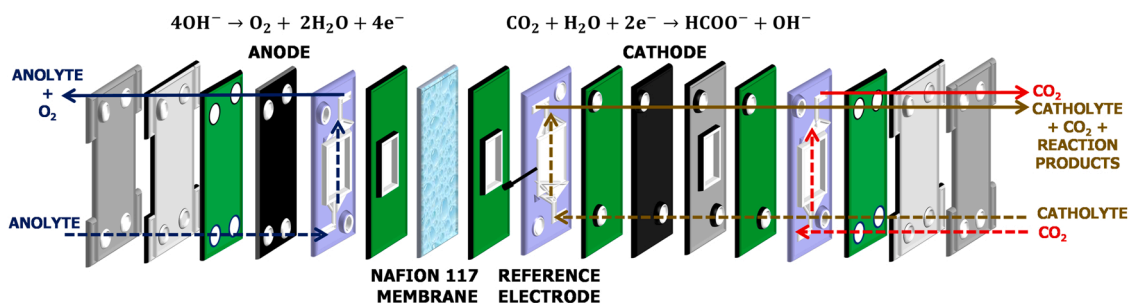 4OH⁻ → O₂ + 2H₂O + 4e⁻
CO₂ + H₂O + 2e⁻ → HCOO⁻ + OH⁻
ANODE
CATHODE
ANOLYTE
+
O₂
CO₂
CATHOLYTE
+ CO₂ +
REACTION
PRODUCTS
ANOLYTE
CATHOLYTE
CO₂
NAFION 117
MEMBRANE
REFERENCE
ELECTRODE